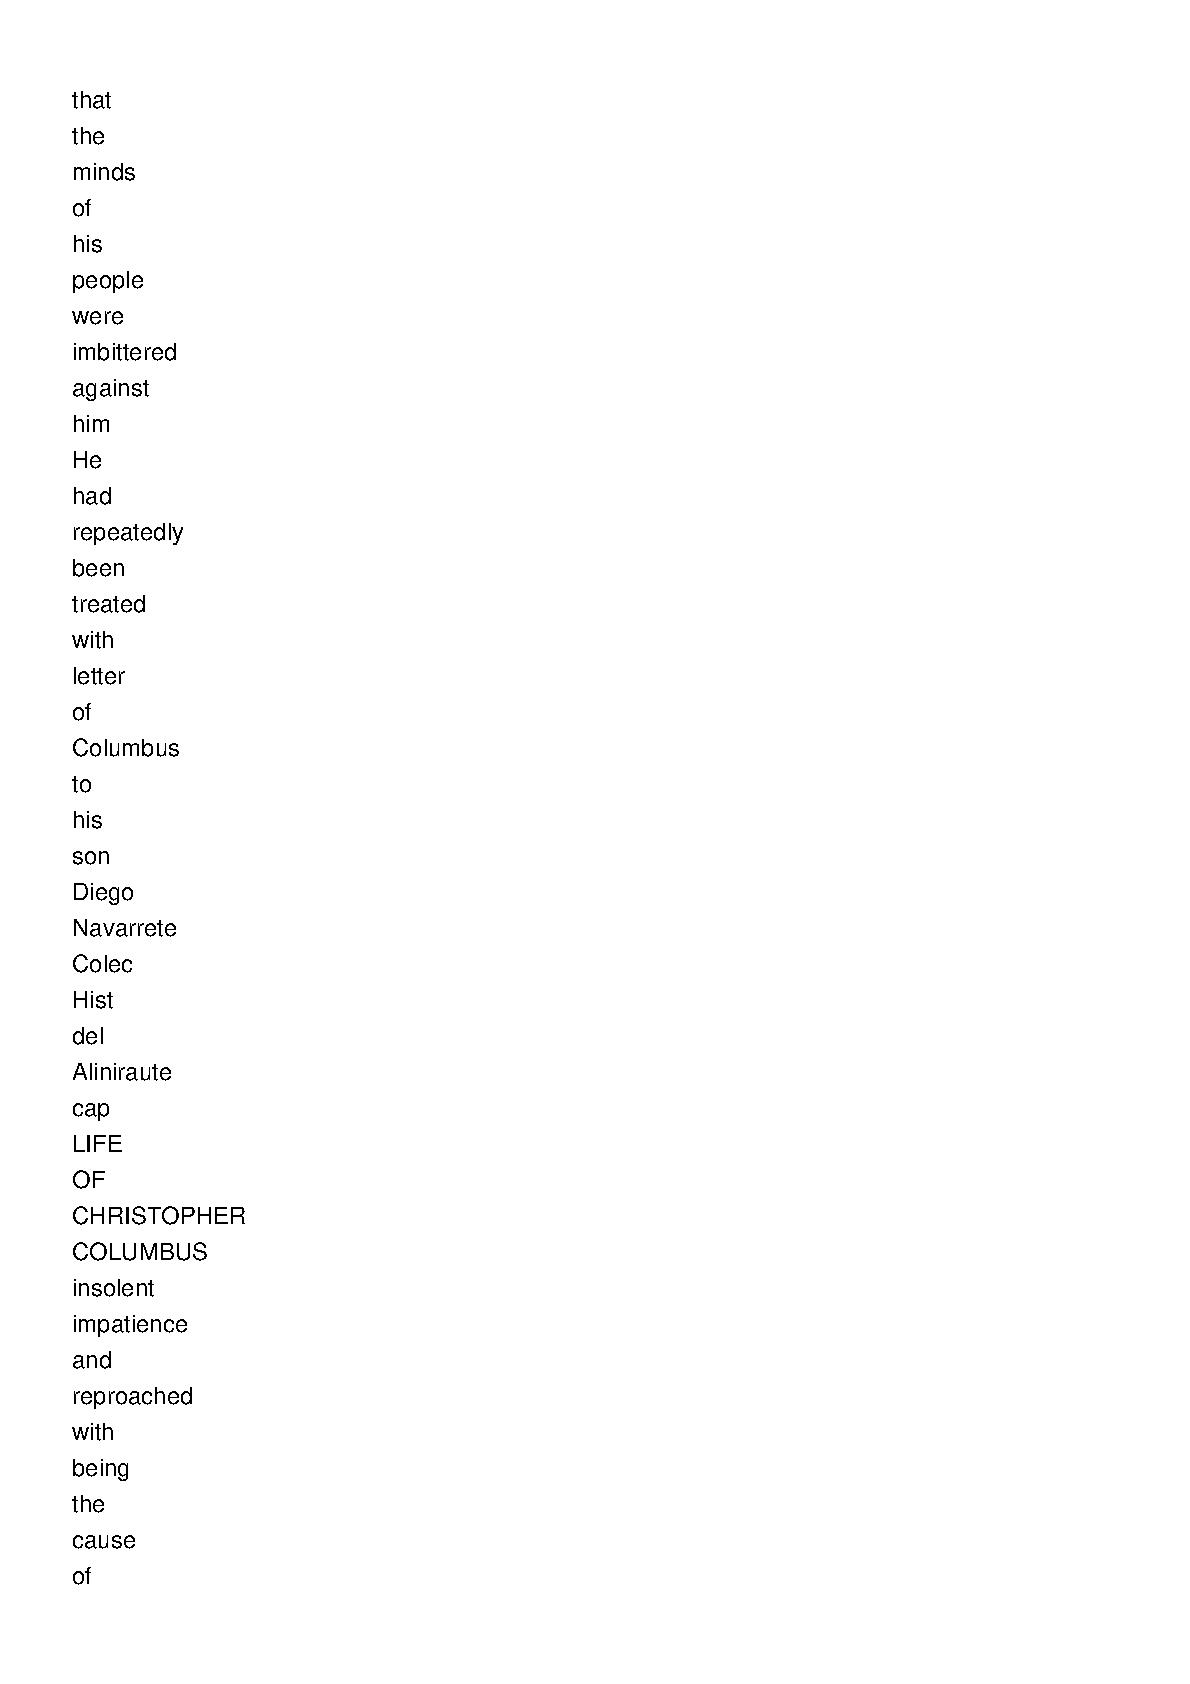 that
the
minds
of
his
people
were
imbittered
against
him
He
had
repeatedly
been
treated
with
letter
of
Columbus
to
his
son
Diego
Navarrete
Colec
Hist
del
Aliniraute
cap
LIFE
OF
CHRISTOPHER
COLUMBUS
insolent
impatience
and
reproached
with
being
the
cause
of